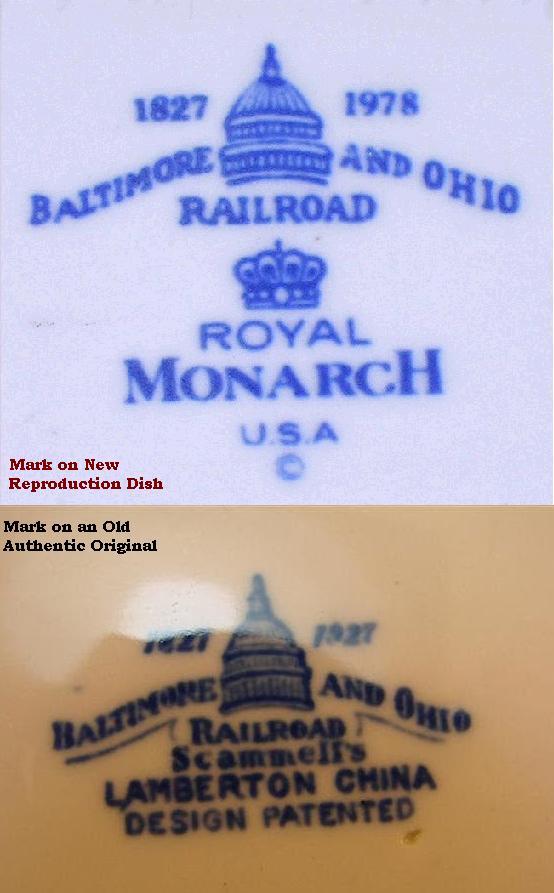 1827 1978
BALTIMORE AND OHIO
RAILROAD
ROYAL
MONARCH
U.S.A
©
Mark on New
Reproduction Dish
Mark on an Old
Authentic Original
1827 1927
BALTIMORE AND OHIO
RAILROAD
Scammell's
LAMBERTON CHINA
DESIGN PATENTED